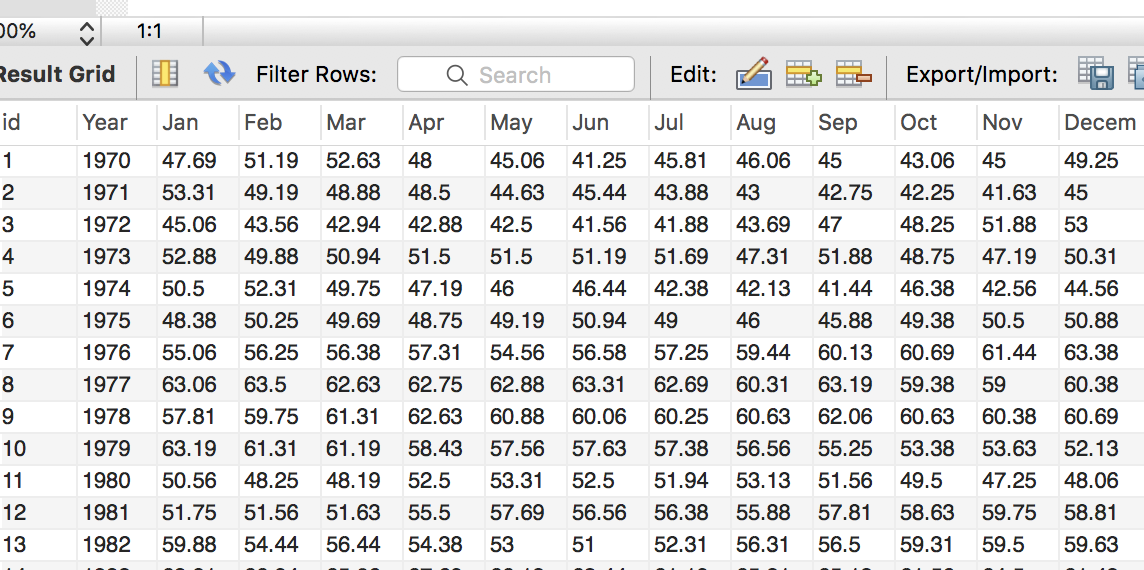 00% 1:1
Result Grid Filter Rows: Search Edit: Export/Import:
id Year Jan Feb Mar Apr May Jun Jul Aug Sep Oct Nov Decem
1 1970 47.69 51.19 52.63 48 45.06 41.25 45.81 46.06 45 43.06 45 49.25
2 1971 53.31 49.19 48.88 48.5 44.63 45.44 43.88 43 42.75 42.25 41.63 45
3 1972 45.06 43.56 42.94 42.88 42.5 41.56 41.88 43.69 47 48.25 51.88 53
4 1973 52.88 49.88 50.94 51.5 51.5 51.19 51.69 47.31 51.88 48.75 47.19 50.31
5 1974 50.5 52.31 49.75 47.19 46 46.44 42.38 42.13 41.44 46.38 42.56 44.56
6 1975 48.38 50.25 49.69 48.75 49.19 50.94 49 46 45.88 49.38 50.5 50.88
7 1976 55.06 56.25 56.38 57.31 54.56 56.58 57.25 59.44 60.13 60.69 61.44 63.38
8 1977 63.06 63.5 62.63 62.75 62.88 63.31 62.69 60.31 63.19 59.38 59 60.38
9 1978 57.81 59.75 61.31 62.63 60.88 60.06 60.25 60.63 62.06 60.63 60.38 60.69
10 1979 63.19 61.31 61.19 58.43 57.56 57.63 57.38 56.56 55.25 53.38 53.63 52.13
11 1980 50.56 48.25 48.19 52.5 53.31 52.5 51.94 53.13 51.56 49.5 47.25 48.06
12 1981 51.75 51.56 51.63 55.5 57.69 56.56 56.38 55.88 57.81 58.63 59.75 58.81
13 1982 59.88 54.44 56.44 54.38 53 51 52.31 56.31 56.5 59.31 59.5 59.63